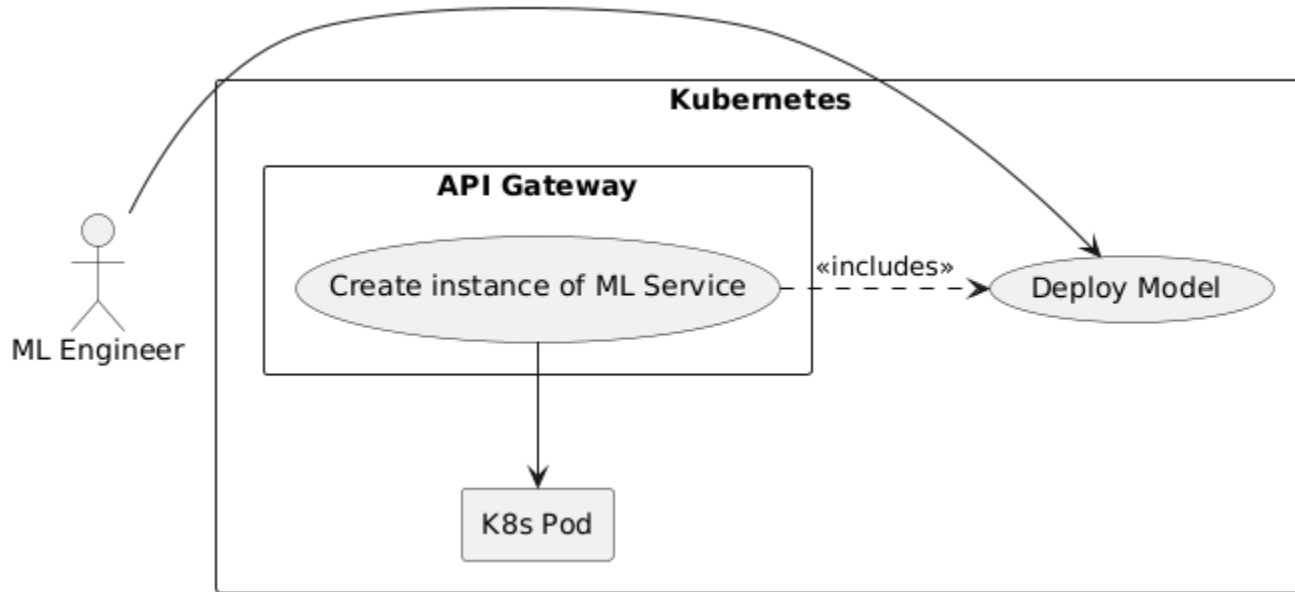 Kubernetes
API Gateway
Create instance of ML Service
«includes»
Deploy Model
ML Engineer
K8s Pod